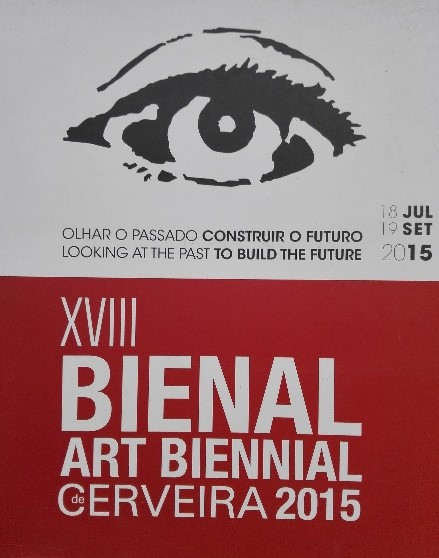 OLHAR O PASSADO CONSTRUIR O FUTURO
LOOKING AT THE PAST TO BUILD THE FUTURE
18 JUL
19 SET
2015
XVIII
BIENAL
ART BIENNIAL
de CERVEIRA 2015